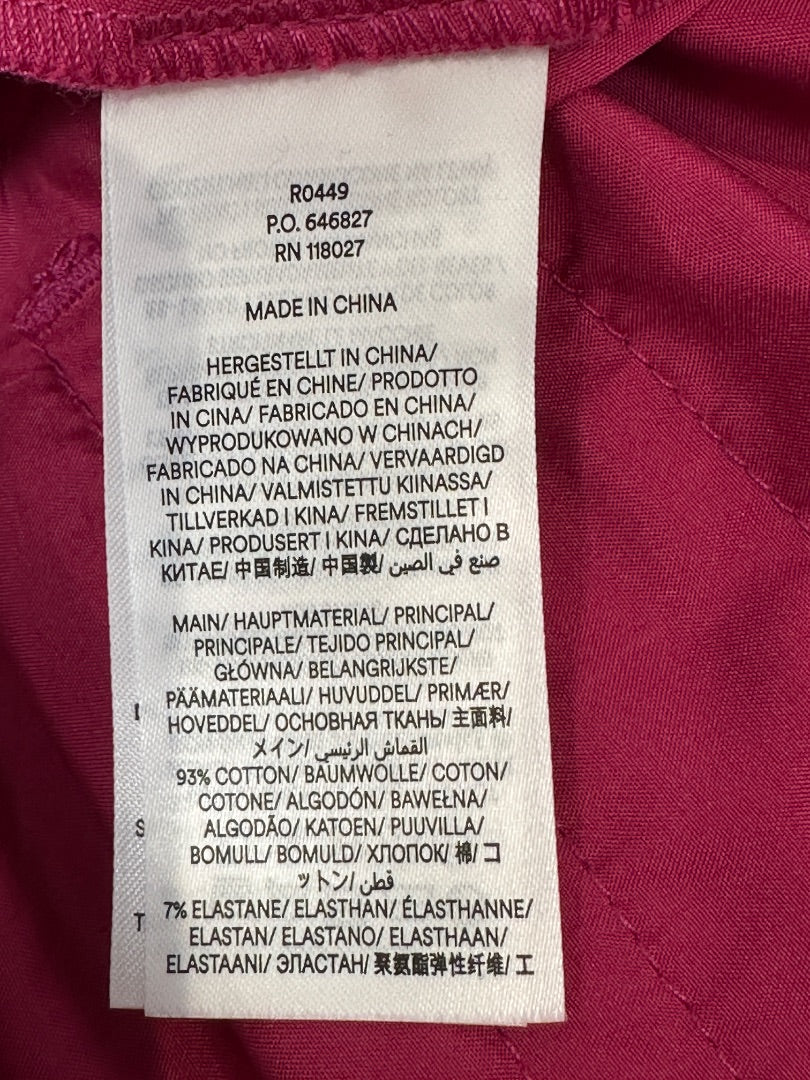 R0449
P.O. 646827
RN 118027
MADE IN CHINA
HERGESTELLT IN CHINA/
FABRIQUÉ EN CHINE/ PRODOTTO
IN CINA/ FABRICADO EN CHINA/
WYPRODUKOWANO W CHINACH/
FABRICADO NA CHINA/ VERVAARDIGD
IN CHINA/ VALMISTETTU KIINASSA/
TILLVERKAD I KINA/ FREMSTILLET I
KINA/ PRODUSERT I KINA/ СДЕЛАНО В
КИТАЕ/ 中国制造/ 中国製/ صنع في الصين
MAIN/ HAUPTMATERIAL/ PRINCIPAL/
PRINCIPALE/ TEJIDO PRINCIPAL/
GŁÓWNA/ BELANGRIJKSTE/
PÄÄMATERIAALI/ HUVUDDEL/ PRIMÆR/
HOVEDDEL/ ОСНОВНАЯ ТКАНЬ/ 主面料/
メイン/ القماش الرئيسي
93% COTTON/ BAUMWOLLE/ COTON/
COTONE/ ALGODÓN/ BAWEŁNA/
ALGODÃO/ KATOEN/ PUUVILLA/
BOMULL/ BOMULD/ ХЛОПОК/ 棉/ コ
ットン/ قطن
7% ELASTANE/ ELASTHAN/ ÉLASTHANNE/
ELASTAN/ ELASTANO/ ELASTHAAN/
ELASTAANI/ ЭЛАСТАН/ 聚氨酯弹性纤维/ エ